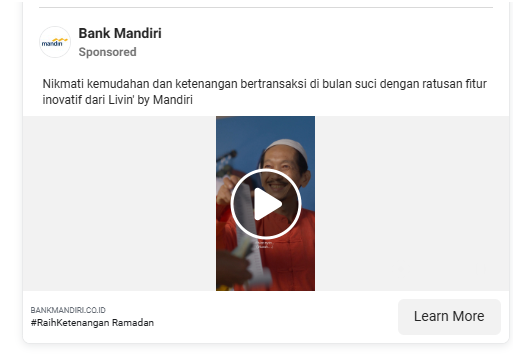 mandiri
Bank Mandiri
Sponsored
Nikmati kemudahan dan ketenangan bertransaksi di bulan suci dengan ratusan fitur
inovatif dari Livin' by Mandiri
BANKMANDIRI.CO.ID
#RaihKetenangan Ramadan
Learn More